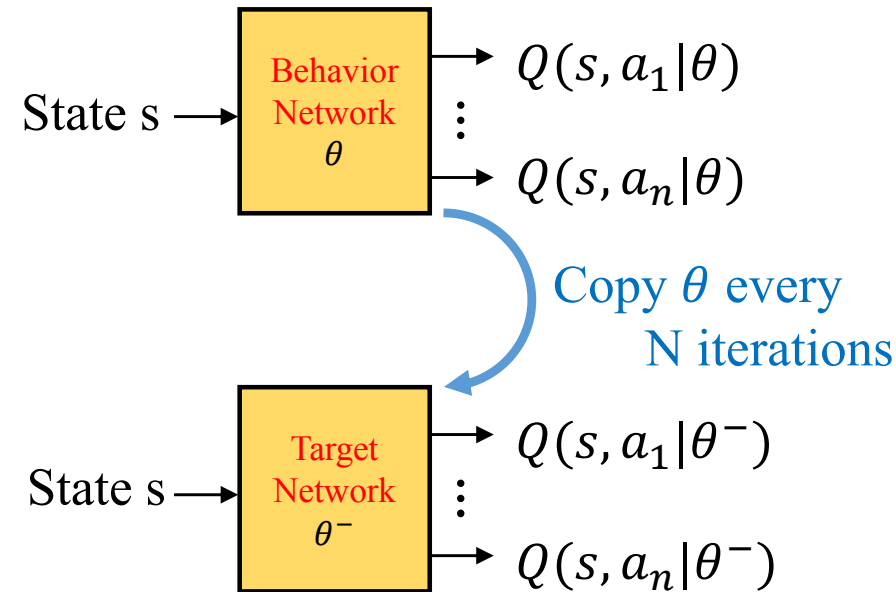 State s
Behavior
Network
θ
Q(s, a₁|θ)
⋮
Q(s, aₙ|θ)
Copy θ every
N iterations
State s
Target
Network
θ⁻
Q(s, a₁|θ⁻)
⋮
Q(s, aₙ|θ⁻)